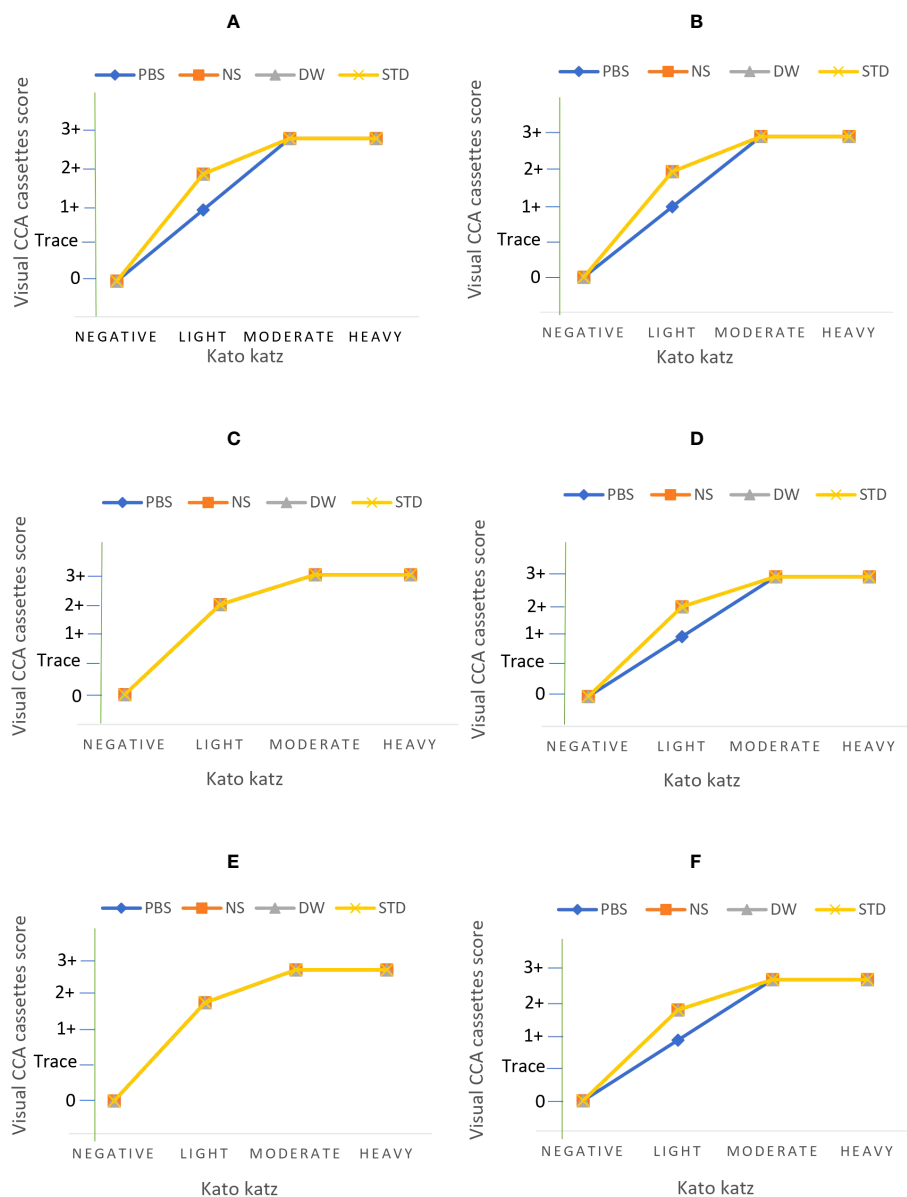 A
PBS NS DW STD
Visual CCA cassettes score
3+
2+
1+
Trace
0
NEGATIVE LIGHT MODERATE HEAVY
Kato katz
B
PBS NS DW STD
Visual CCA cassettes score
3+
2+
1+
Trace
0
NEGATIVE LIGHT MODERATE HEAVY
Kato katz
C
PBS NS DW STD
Visual CCA cassettes score
3+
2+
1+
Trace
0
NEGATIVE LIGHT MODERATE HEAVY
Kato katz
D
PBS NS DW STD
Visual CCA cassettes score
3+
2+
1+
Trace
0
NEGATIVE LIGHT MODERATE HEAVY
Kato katz
E
PBS NS DW STD
Visual CCA cassettes score
3+
2+
1+
Trace
0
NEGATIVE LIGHT MODERATE HEAVY
Kato katz
F
PBS NS DW STD
Visual CCA cassettes score
3+
2+
1+
Trace
0
NEGATIVE LIGHT MODERATE HEAVY
Kato katz